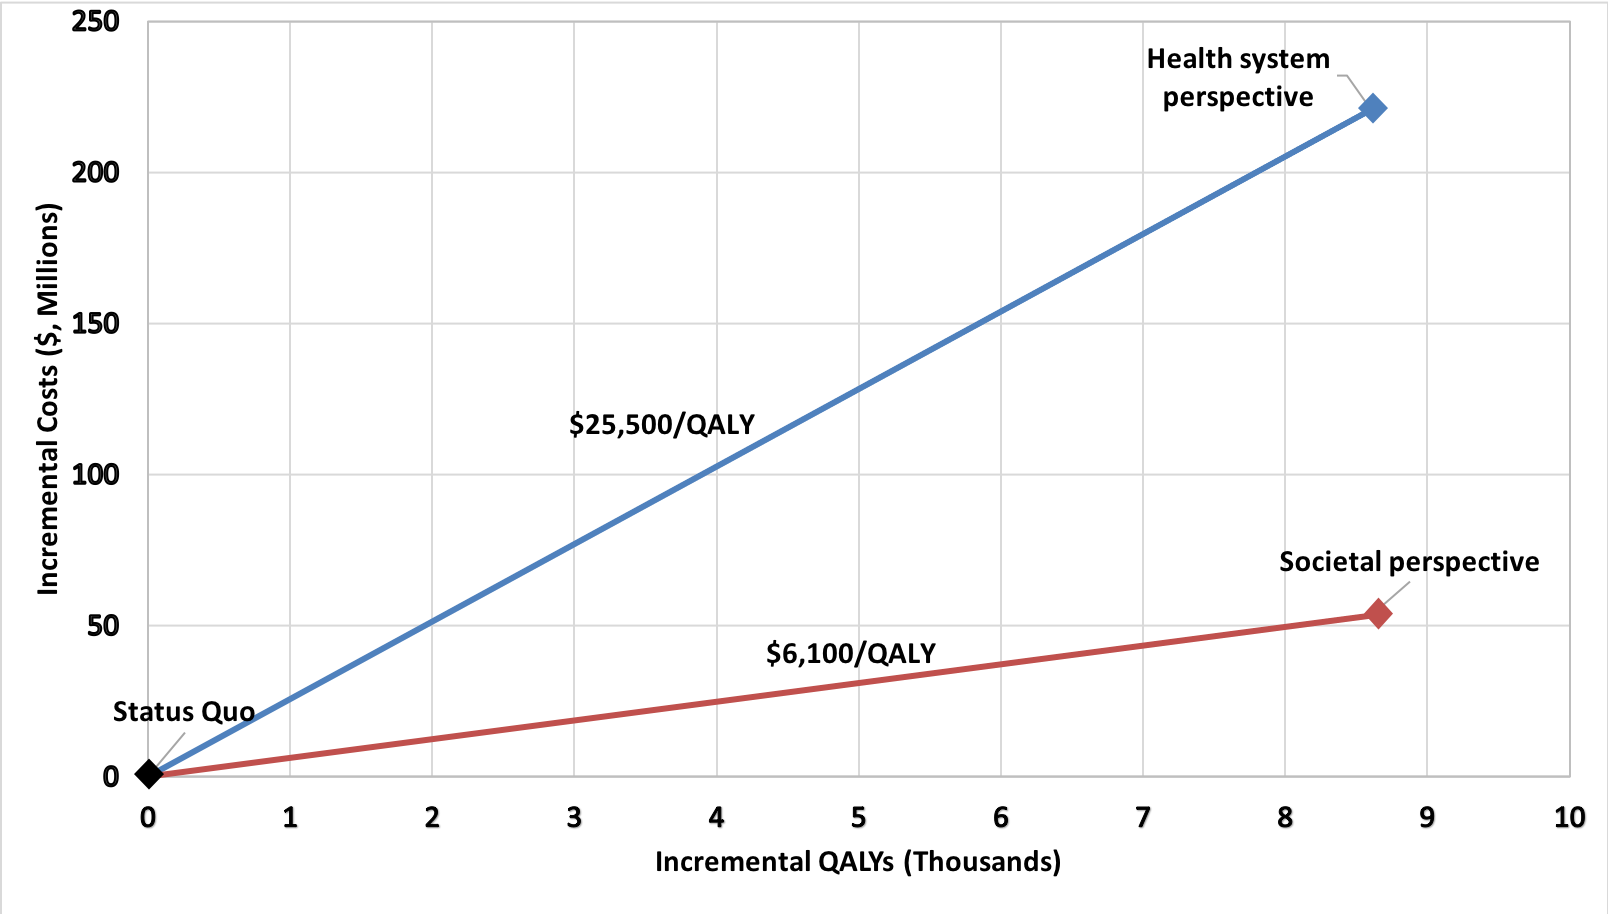 250
200
150
100
50
0
Incremental Costs ($, Millions)
Health system
perspective
$25,500/QALY
Societal perspective
$6,100/QALY
Status Quo
0 1 2 3 4 5 6 7 8 9 10
Incremental QALYs (Thousands)